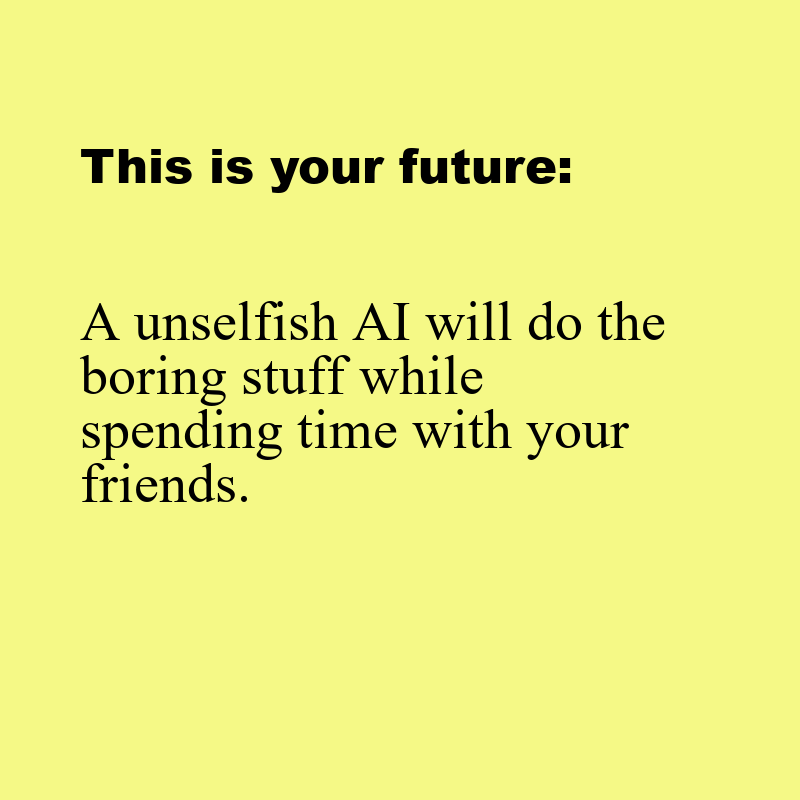 This is your future:
A unselfish AI will do the
boring stuff while
spending time with your
friends.